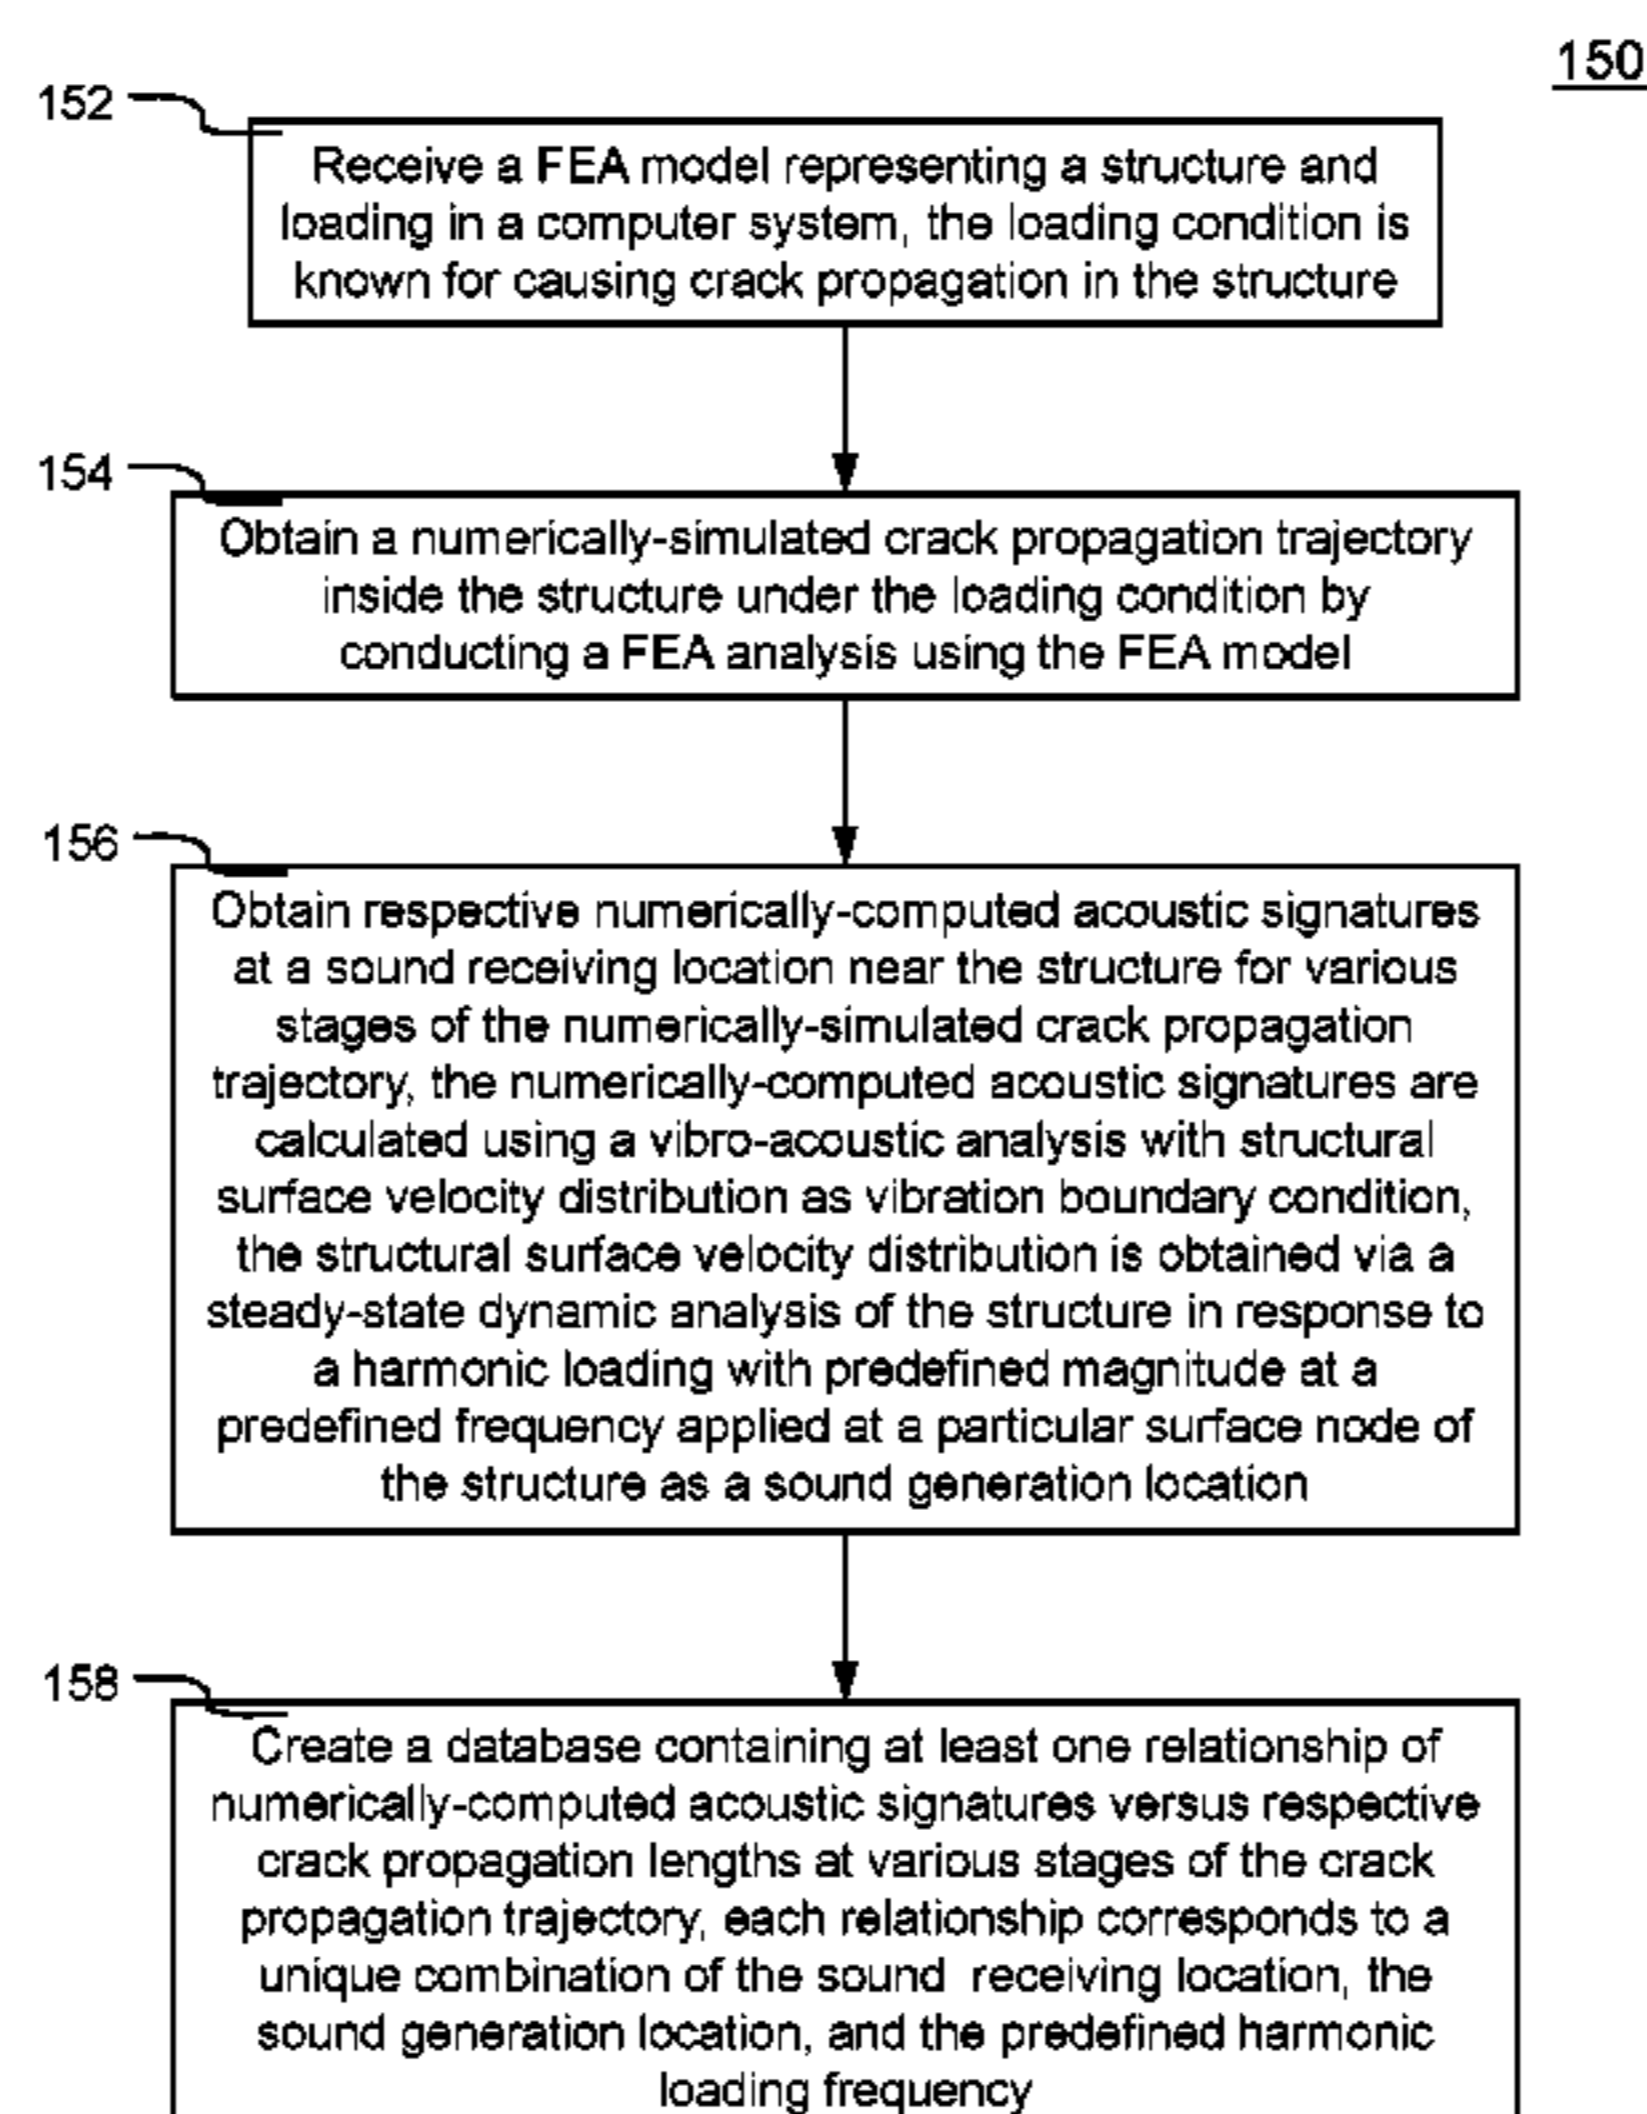 150
152
Receive a FEA model representing a structure and
loading in a computer system, the loading condition is
known for causing crack propagation in the structure
154
Obtain a numerically-simulated crack propagation trajectory
inside the structure under the loading condition by
conducting a FEA analysis using the FEA model
156
Obtain respective numerically-computed acoustic signatures
at a sound receiving location near the structure for various
stages of the numerically-simulated crack propagation
trajectory, the numerically-computed acoustic signatures are
calculated using a vibro-acoustic analysis with structural
surface velocity distribution as vibration boundary condition,
the structural surface velocity distribution is obtained via a
steady-state dynamic analysis of the structure in response to
a harmonic loading with predefined magnitude at a
predefined frequency applied at a particular surface node of
the structure as a sound generation location
158
Create a database containing at least one relationship of
numerically-computed acoustic signatures versus respective
crack propagation lengths at various stages of the crack
propagation trajectory, each relationship corresponds to a
unique combination of the sound receiving location, the
sound generation location, and the predefined harmonic
loading frequency